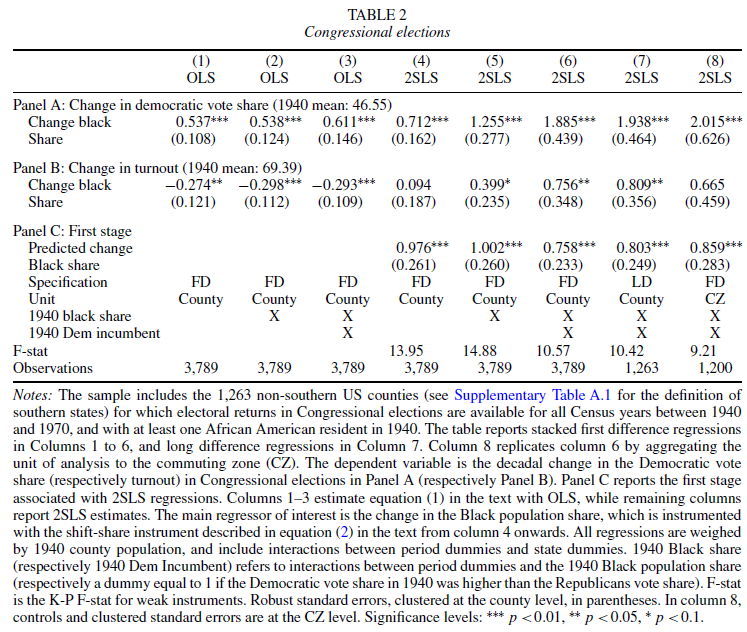 TABLE 2
Congressional elections
(1) (2) (3) (4) (5) (6) (7) (8)
OLS OLS OLS 2SLS 2SLS 2SLS 2SLS 2SLS
Panel A: Change in democratic vote share (1940 mean: 46.55)
Change black 0.537*** 0.538*** 0.611*** 0.712*** 1.255*** 1.885*** 1.938*** 2.015***
Share (0.108) (0.124) (0.146) (0.162) (0.277) (0.439) (0.464) (0.626)
Panel B: Change in turnout (1940 mean: 69.39)
Change black −0.274** −0.298*** −0.293*** 0.094 0.399* 0.756** 0.809** 0.665
Share (0.121) (0.112) (0.109) (0.187) (0.235) (0.348) (0.356) (0.459)
Panel C: First stage
Predicted change 0.976*** 1.002*** 0.758*** 0.803*** 0.859***
Black share (0.261) (0.260) (0.233) (0.249) (0.283)
Specification FD FD FD FD FD FD LD FD
Unit County County County County County County County CZ
1940 black share X X X X X X
1940 Dem incumbent X X X X
F-stat 13.95 14.88 10.57 10.42 9.21
Observations 3,789 3,789 3,789 3,789 3,789 3,789 1,263 1,200
Notes: The sample includes the 1,263 non-southern US counties (see Supplementary Table A.1 for the definition of
southern states) for which electoral returns in Congressional elections are available for all Census years between 1940
and 1970, and with at least one African American resident in 1940. The table reports stacked first difference regressions
in Columns 1 to 6, and long difference regressions in Column 7. Column 8 replicates column 6 by aggregating the
unit of analysis to the commuting zone (CZ). The dependent variable is the decadal change in the Democratic vote
share (respectively turnout) in Congressional elections in Panel A (respectively Panel B). Panel C reports the first stage
associated with 2SLS regressions. Columns 1–3 estimate equation (1) in the text with OLS, while remaining columns
report 2SLS estimates. The main regressor of interest is the change in the Black population share, which is instrumented
with the shift-share instrument described in equation (2) in the text from column 4 onwards. All regressions are weighed
by 1940 county population, and include interactions between period dummies and state dummies. 1940 Black share
(respectively 1940 Dem Incumbent) refers to interactions between period dummies and the 1940 Black population share
(respectively a dummy equal to 1 if the Democratic vote share in 1940 was higher than the Republicans vote share). F-stat
is the K-P F-stat for weak instruments. Robust standard errors, clustered at the county level, in parentheses. In column 8,
controls and clustered standard errors are at the CZ level. Significance levels: *** p <0.01, ** p <0.05, * p <0.1.